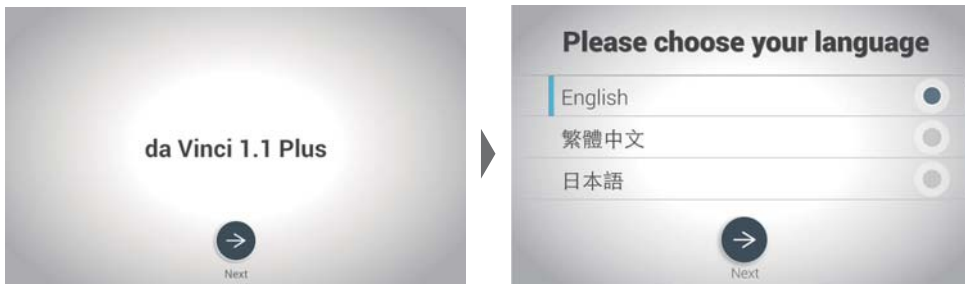 da Vinci 1.1 Plus
Next
Please choose your language
English
繁體中文
日本語
Next